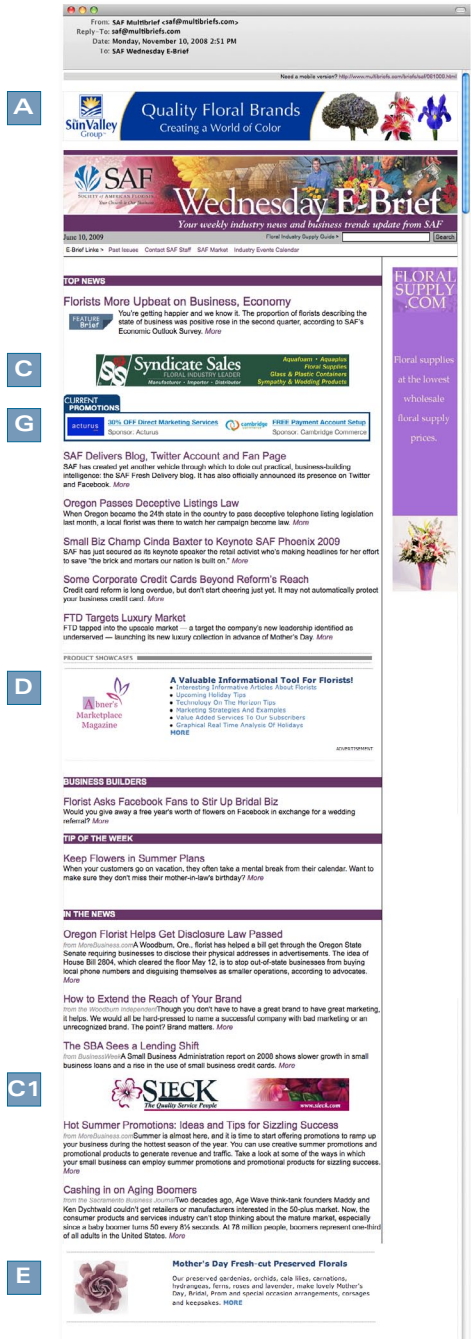 From: SAF Multibrief <saf@multibriefs.com>
Reply-To: saf@multibriefs.com
Date: Monday, November 10, 2008 2:51 PM
To: SAF Wednesday E-Brief
Need a mobile version? http://www.multibriefs.com/briefs/saf/061009.html
A
SunValley
Group
Quality Floral Brands
Creating a World of Color
SAF
SOCIETY OF AMERICAN FLORISTS
Wednesday E-Brief
Your weekly industry news and business trends update from SAF
June 10, 2009
Floral Industry Supply Guide >
Search
E-Brief Links > Past Issues Contact SAF Staff SAF Market Industry Events Calendar
TOP NEWS
Florists More Upbeat on Business, Economy
FEATURE
Brief
You're getting happier and we know it. The proportion of florists describing the
state of business was positive rose in the second quarter, according to SAF's
Economic Outlook Survey. More
C
Syndicate Sales
FLORAL INDUSTRY LEADER
Manufacturer • Importer • Distributor
Aquafoam • Aquaplus
Floral Supplies
Glass & Plastic Containers
Sympathy & Wedding Products
CURRENT
PROMOTIONS
G
acturus
30% OFF Direct Marketing Services
Sponsor: Acturus
cambridge
FREE Payment Account Setup
Sponsor: Cambridge Commerce
SAF Delivers Blog, Twitter Account and Fan Page
SAF has created yet another vehicle through which to dole out practical, business-building
intelligence: the SAF Fresh Delivery blog. It has also officially announced its presence on Twitter
and Facebook. More
Oregon Passes Deceptive Listings Law
When Oregon became the 24th state in the country to pass deceptive telephone listing legislation
last month, a local florist was there to watch her campaign become law. More
Small Biz Champ Cinda Baxter to Keynote SAF Phoenix 2009
SAF has just secured as its keynote speaker the retail activist who's making headlines for her effort
to save "the brick and mortars our nation is built on." More
Some Corporate Credit Cards Beyond Reform's Reach
Credit card reform is long overdue, but don't start cheering just yet. It may not automatically protect
your business credit card. More
FTD Targets Luxury Market
FTD tapped into the upscale market — a target the company's new leadership identified as
underserved — launching its new luxury collection in advance of Mother's Day. More
FLORAL
SUPPLY
.COM
Floral supplies
at the lowest
wholesale
floral supply
prices.
PRODUCT SHOWCASES
D
Abner's
Marketplace
Magazine
A Valuable Informational Tool For Florists!
• Interesting Informative Articles About Florists
• Upcoming Holiday Tips
• Technology On The Horizon Tips
• Marketing Strategies And Examples
• Value Added Services To Our Subscribers
• Graphical Real Time Analysis Of Holidays
MORE
ADVERTISEMENT
BUSINESS BUILDERS
Florist Asks Facebook Fans to Stir Up Bridal Biz
Would you give away a free year's worth of flowers on Facebook in exchange for a wedding
referral? More
TIP OF THE WEEK
Keep Flowers in Summer Plans
When your customers go on vacation, they often take a mental break from their calendar. Want to
make sure they don't miss their mother-in-law's birthday? More
IN THE NEWS
Oregon Florist Helps Get Disclosure Law Passed
from MoreBusiness.comA Woodburn, Ore., florist has helped a bill get through the Oregon State
Senate requiring businesses to disclose their physical addresses in advertisements. The idea of
House Bill 2804, which cleared the floor May 12, is to stop out-of-state businesses from buying
local phone numbers and disguising themselves as smaller operations, according to advocates.
More
How to Extend the Reach of Your Brand
from the Woodburn IndependentThough you don't have to have a great brand to have great marketing,
it helps. We would all be hard-pressed to name a successful company with bad marketing or an
unrecognized brand. The point? Brand matters. More
The SBA Sees a Lending Shift
from BusinessWeekA Small Business Administration report on 2008 shows slower growth in small
business loans and a rise in the use of small business credit cards. More
C1
SIECK
The Quality Service People
www.sieck.com
Hot Summer Promotions: Ideas and Tips for Sizzling Success
from MoreBusiness.comSummer is almost here, and it is time to start offering promotions to ramp up
your business during the hottest season of the year. You can use creative summer promotions and
promotional products to generate revenue and traffic. Take a look at some of the ways in which
your small business can employ summer promotions and promotional products for sizzling success.
More
Cashing in on Aging Boomers
from the Sacramento Business JournalTwo decades ago, Age Wave think-tank founders Maddy and
Ken Dychtwald couldn't get retailers or manufacturers interested in the 50-plus market. Now, the
consumer products and services industry can't stop thinking about the mature market, especially
since a baby boomer turns 50 every 8½ seconds. At 78 million people, boomers represent one-third
of all adults in the United States. More
E
Mother's Day Fresh-cut Preserved Florals
Our preserved gardenias, orchids, cala lilies, carnations,
hydrangeas, ferns, roses and lavender, make lovely Mother's
Day, Bridal, Prom and special occasion arrangements, corsages
and keepsakes. MORE